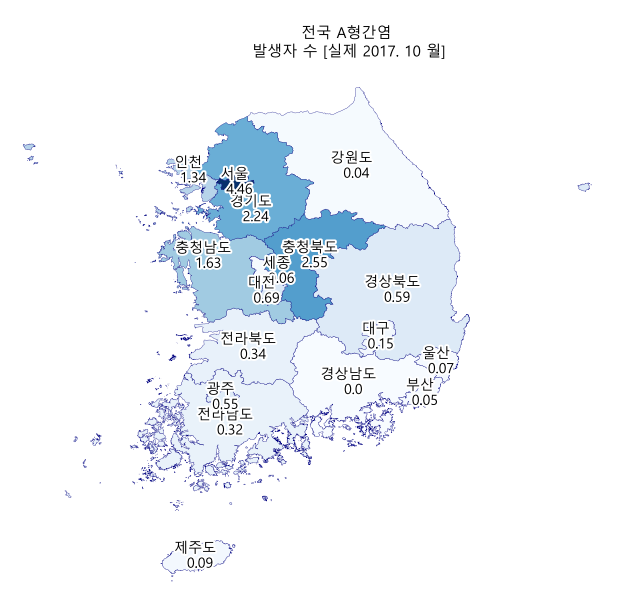 전국 A형간염
발생자 수 [실제 2017. 10 월]
강원도
0.04
인천
1.34
서울
4.46
경기도
2.24
충청남도
1.63
충청북도
2.55
세종
.06
대전
0.69
경상북도
0.59
대구
0.15
전라북도
0.34
울산
0.07
경상남도
0.0
부산
0.05
광주
0.55
전라남도
0.32
제주도
0.09